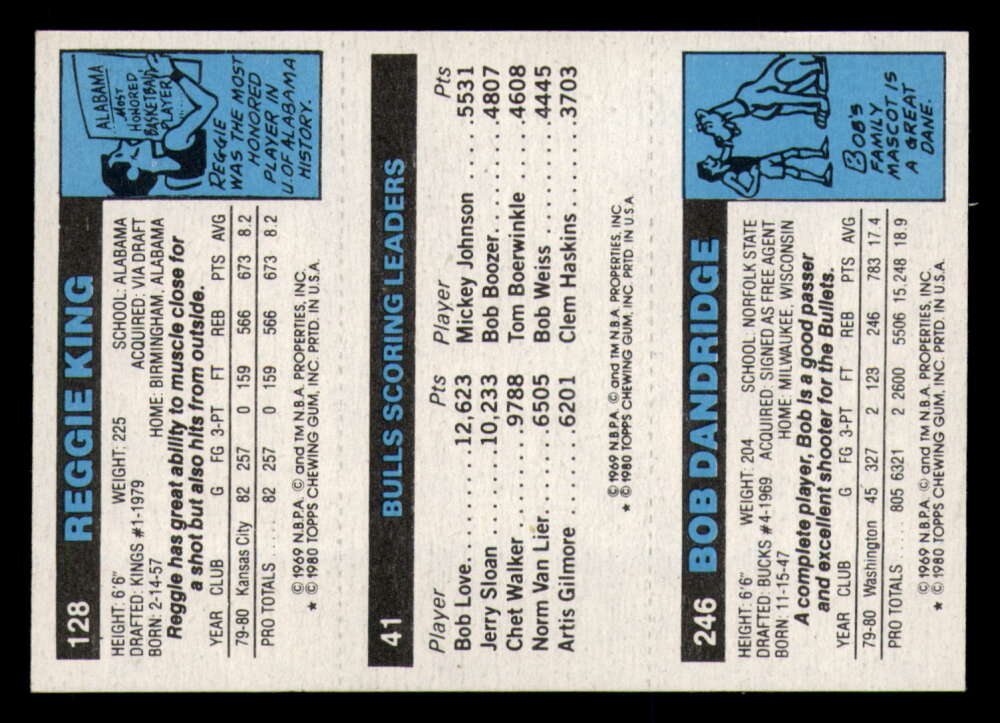 128 REGGIE KING
HEIGHT: 6'6" WEIGHT: 225 SCHOOL: ALABAMA
DRAFTED: KINGS #1-1979 ACQUIRED: VIA DRAFT
BORN: 2-14-57 HOME: BIRMINGHAM, ALABAMA
Reggie has great ability to muscle close for
a shot but also hits from outside.
YEAR CLUB G FG 3-PT FT REB PTS AVG
79-80 Kansas City 82 257 0 159 566 673 8.2
PRO TOTALS .... 82 257 0 159 566 673 8.2
© 1969 N.B.P.A. © and TM N.B.A. PROPERTIES, INC.
* © 1980 TOPPS CHEWING GUM, INC. PRTD. IN U.S.A.
ALABAMA
MOST
HONORED
BASKETBALL
PLAYER
REGGIE
WAS THE MOST
HONORED
PLAYER IN
U. OF ALABAMA
HISTORY.
41 BULLS SCORING LEADERS
Player Pts Player Pts
Bob Love........12,623 Mickey Johnson .....5531
Jerry Sloan .....10,233 Bob Boozer.........4807
Chet Walker .......9788 Tom Boerwinkle ....4608
Norm Van Lier.....6505 Bob Weiss ........4445
Artis Gilmore ......6201 Clem Haskins......3703
© 1969 N.B.P.A. © and TM N.B.A. PROPERTIES, INC
* © 1980 TOPPS CHEWING GUM, INC. PRTD IN U.S.A
246 BOB DANDRIDGE
HEIGHT: 6'6" WEIGHT: 204 SCHOOL: NORFOLK STATE
DRAFTED: BUCKS #4-1969 ACQUIRED: SIGNED AS FREE AGENT
BORN: 11-15-47 HOME: MILWAUKEE, WISCONSIN
A complete player, Bob is a good passer
and excellent shooter for the Bullets.
YEAR CLUB G FG 3-PT FT REB PTS AVG
79-80 Washington 45 327 2 128 246 783 17.4
PRO TOTALS .... 805 6321 2 2600 5506 15,248 18.9
© 1969 N.B.P.A. © and TM N.B.A. PROPERTIES, INC.
* © 1980 TOPPS CHEWING GUM, INC. PRTD. IN U.S.A.
BOB'S
FAMILY
MASCOT IS
A GREAT
DANE.